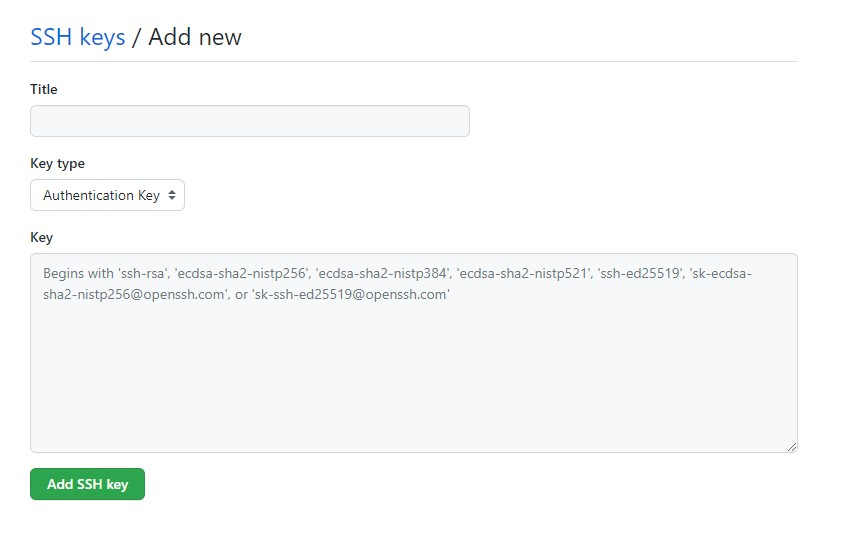 SSH keys / Add new
Title
Key type
Authentication Key
Key
Begins with 'ssh-rsa', 'ecdsa-sha2-nistp256', 'ecdsa-sha2-nistp384', 'ecdsa-sha2-nistp521', 'ssh-ed25519', 'sk-ecdsa-
sha2-nistp256@openssh.com', or 'sk-ssh-ed25519@openssh.com'
Add SSH key